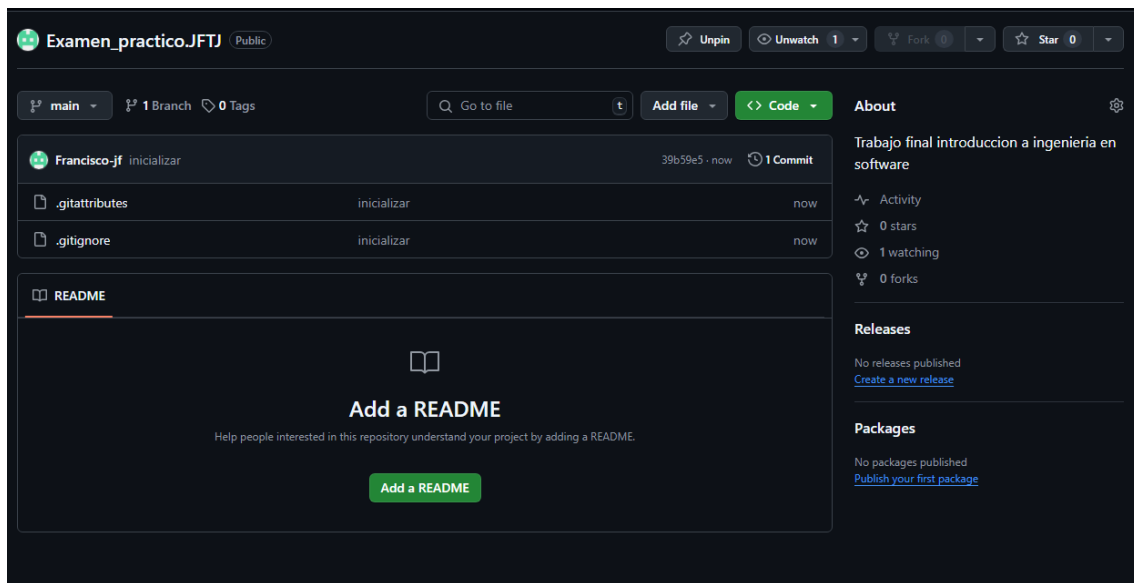 Examen_practico.JFTJ Public
Unpin Unwatch 1 Fork 0 Star 0
main 1 Branch 0 Tags Go to file t Add file Code
Francisco-jf inicializar 39b59e5 · now 1 Commit
.gitattributes inicializar now
.gitignore inicializar now
README
Add a README
Help people interested in this repository understand your project by adding a README.
Add a README
About
Trabajo final introduccion a ingenieria en
software
Activity
0 stars
1 watching
0 forks
Releases
No releases published
Create a new release
Packages
No packages published
Publish your first package